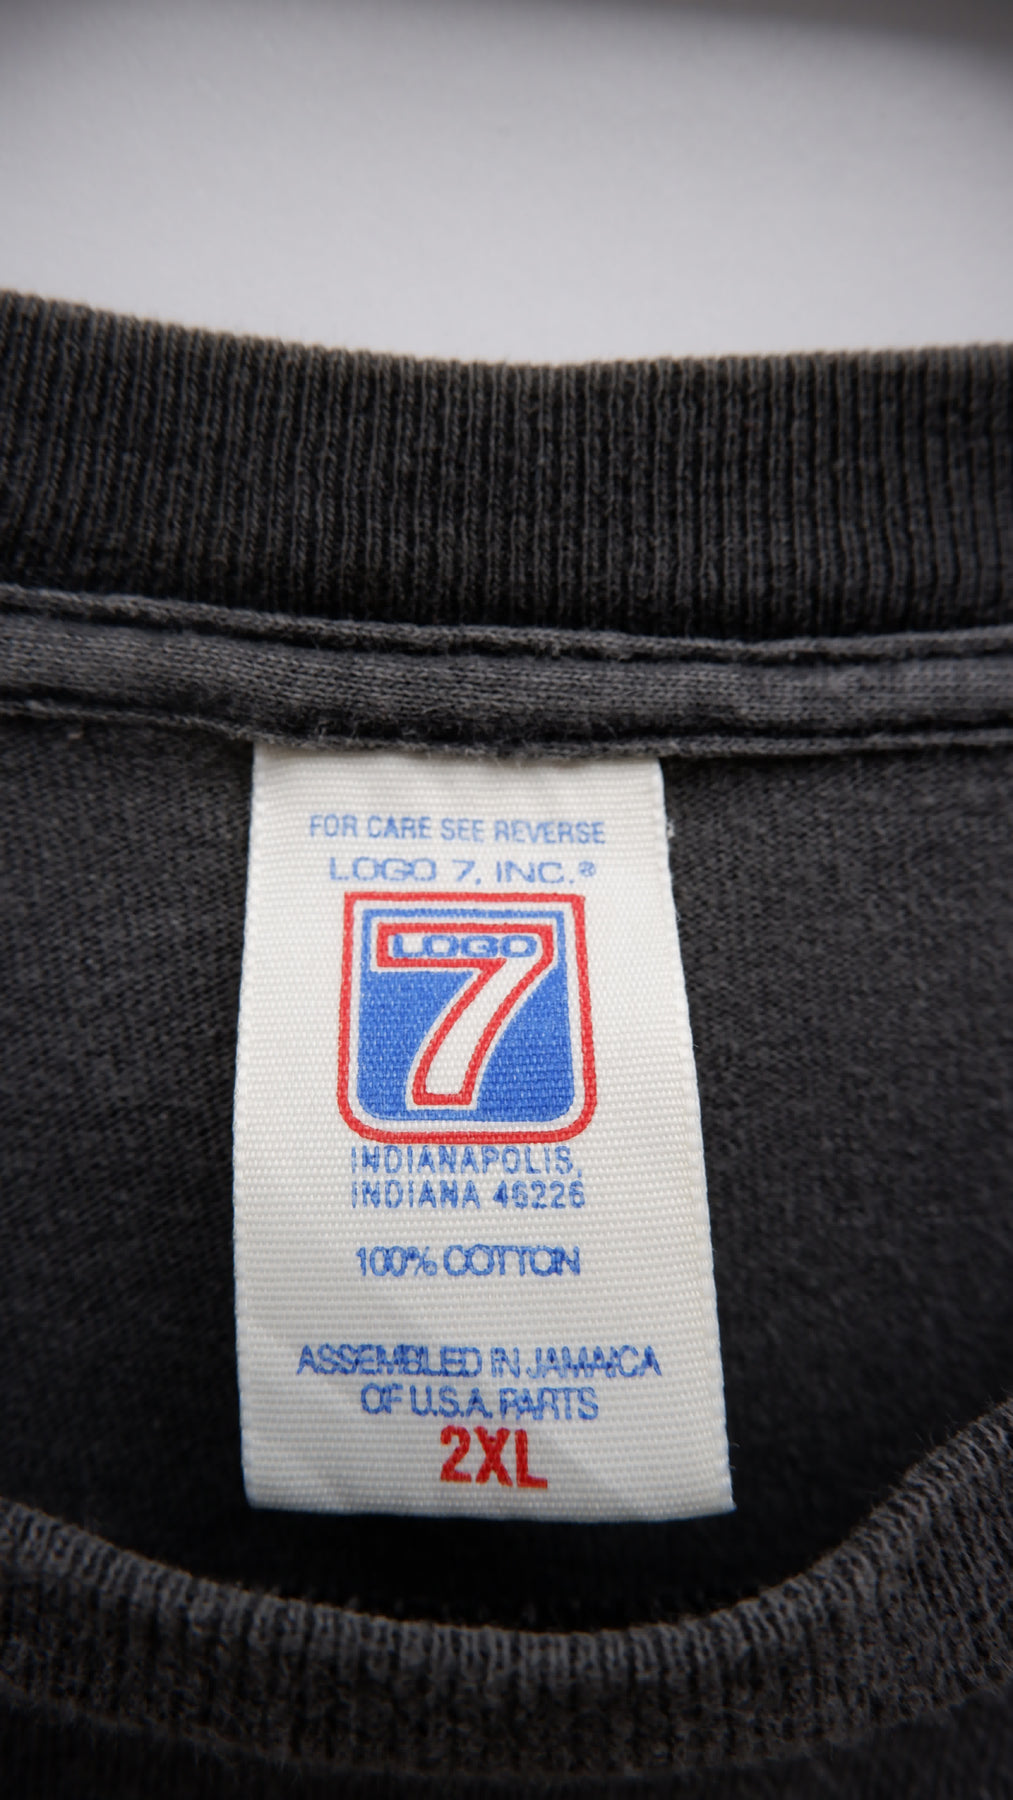 FOR CARE SEE REVERSE
LOGO 7, INC.®
LOGO
7
INDIANAPOLIS,
INDIANA 46226
100% COTTON
ASSEMBLED IN JAMAICA
OF U.S.A. PARTS
2XL